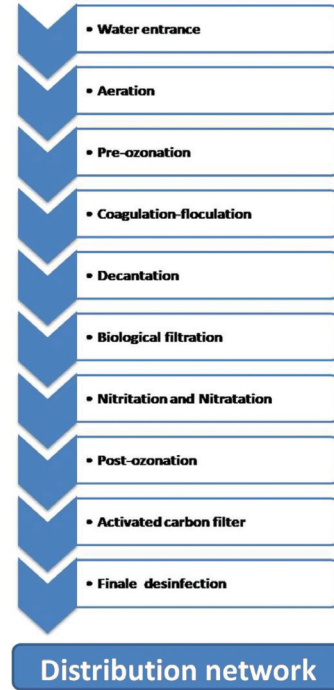 • Water entrance
• Aeration
• Pre-ozonation
• Coagulation-floculation
• Decantation
• Biological filtration
• Nitritation and Nitratation
• Post-ozonation
• Activated carbon filter
• Finale desinfection
Distribution network